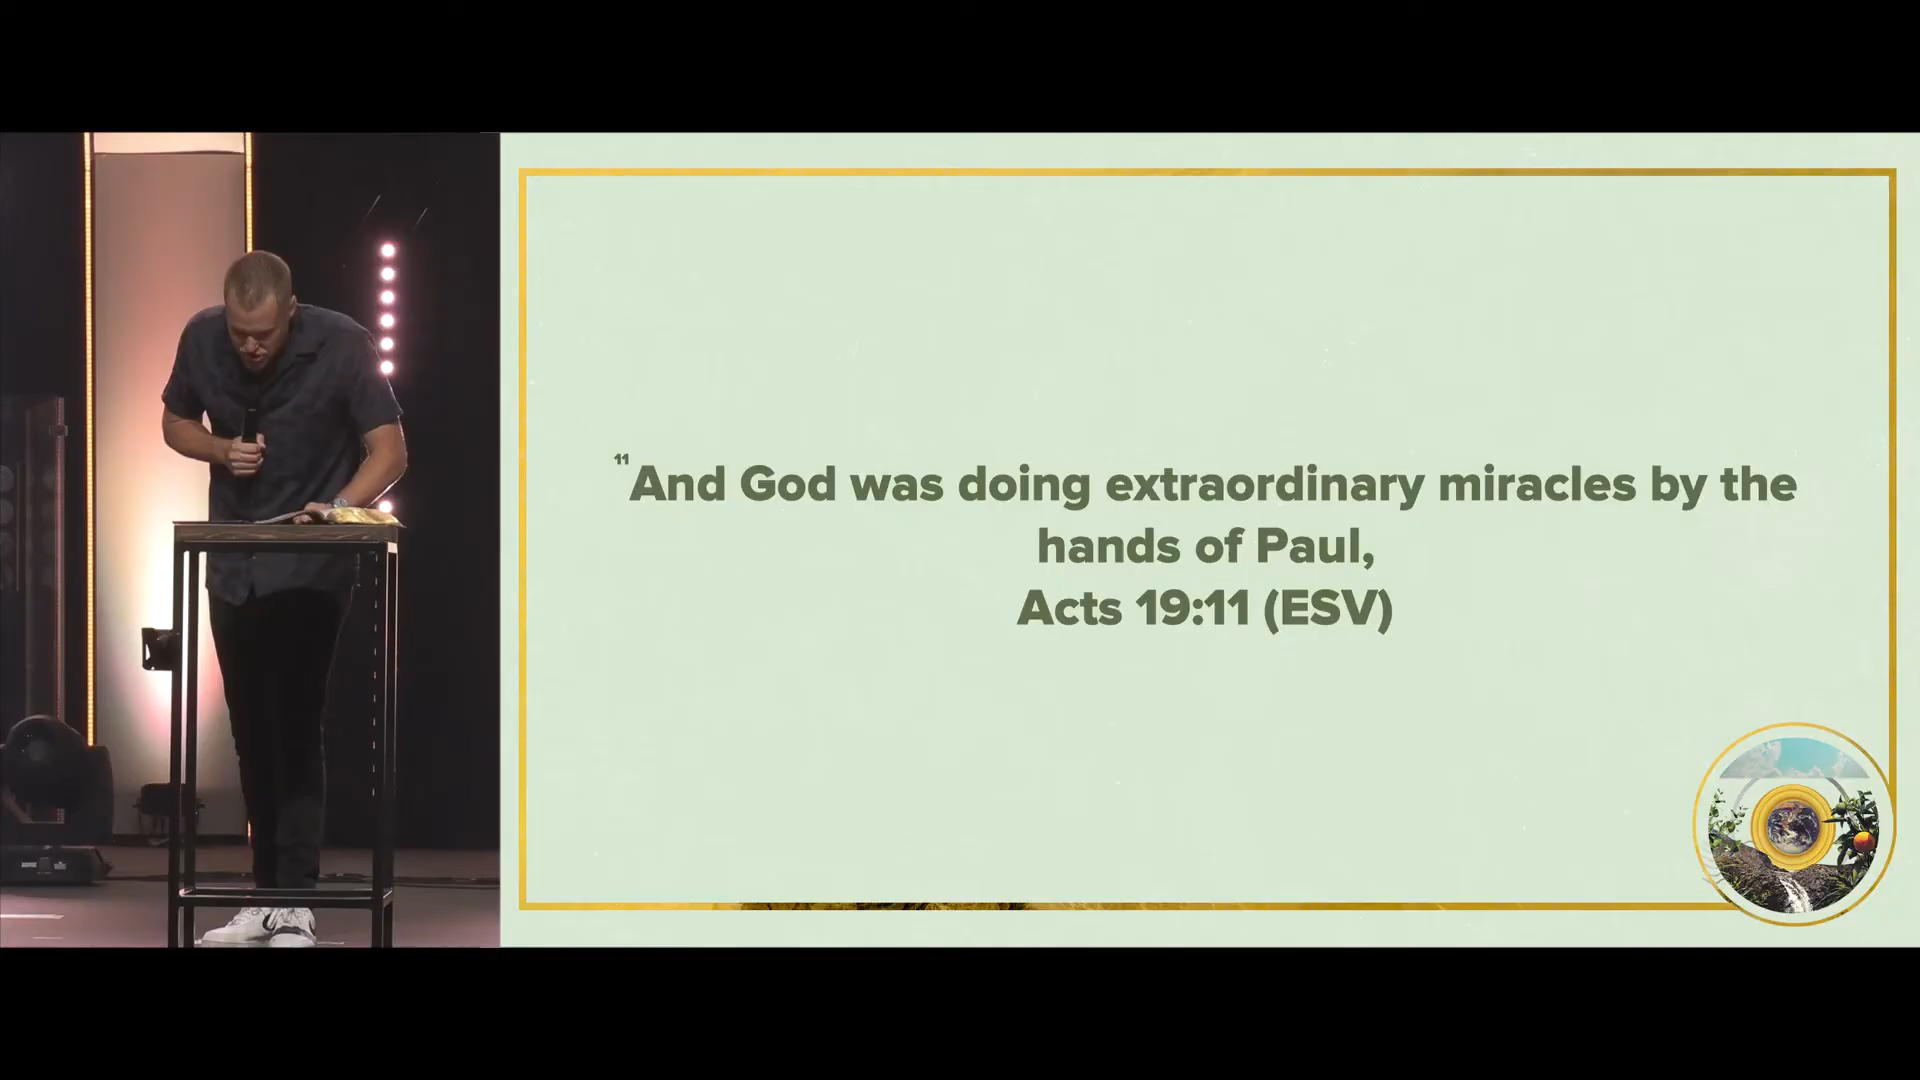 11And God was doing extraordinary miracles by the
hands of Paul,
Acts 19:11 (ESV)